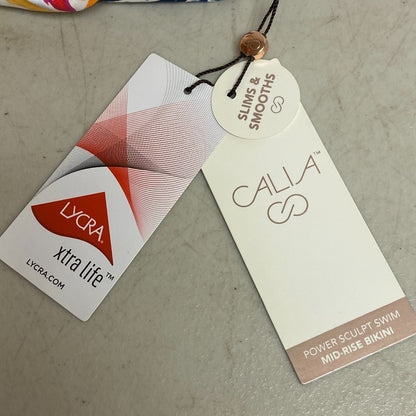 SLIMS &
SMOOTHS
CALIA™
POWER SCULPT SWIM
MID-RISE BIKINI
LYCRA®
xtra life™
LYCRA.COM